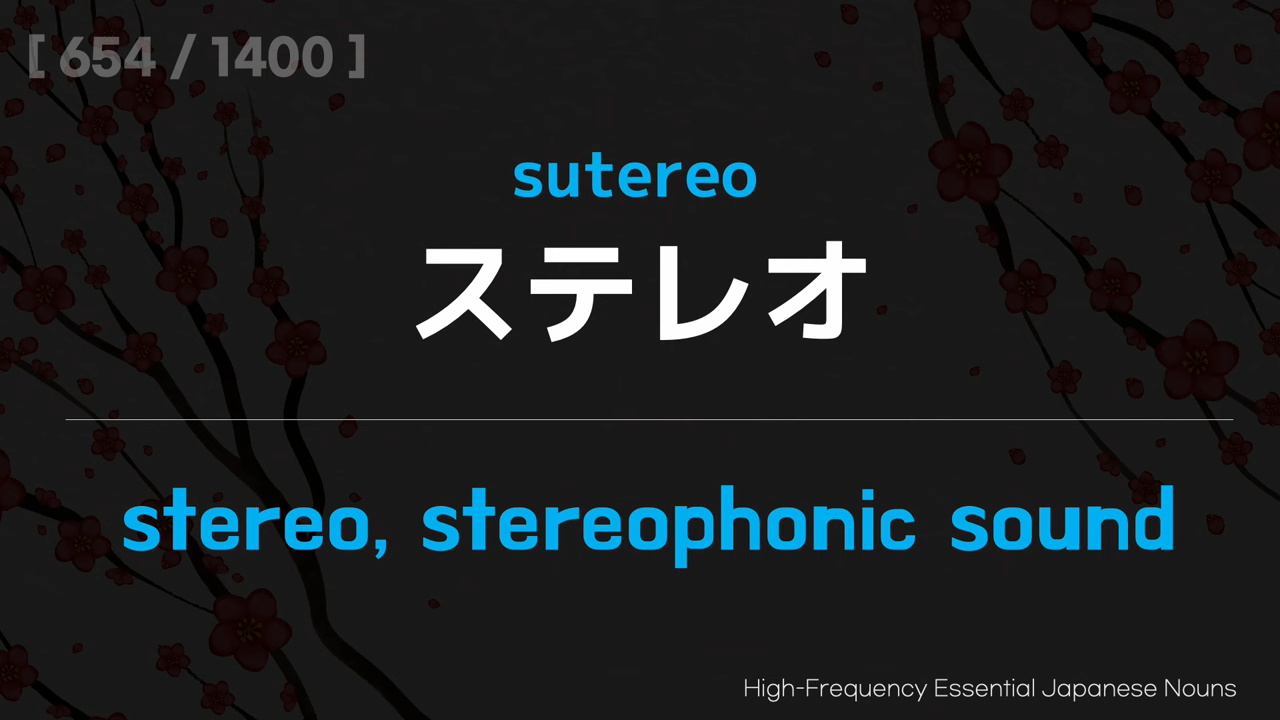 [ 654 / 1400 ]
sutereo
ステレオ
stereo, stereophonic sound
High-Frequency Essential Japanese Nouns